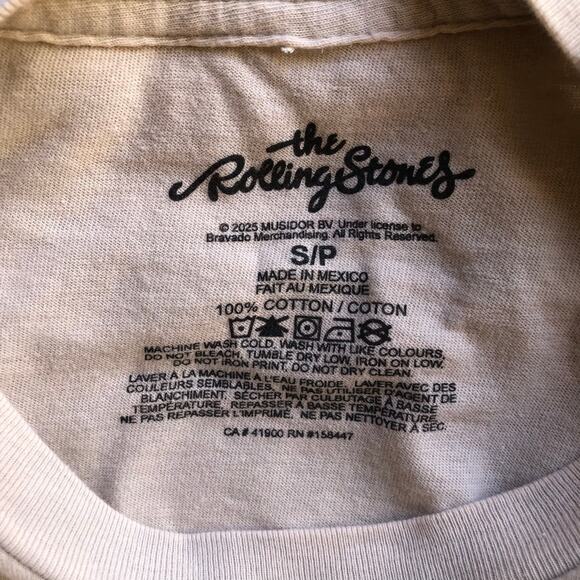 the
Rolling Stones
© 2025 MUSIDOR BV. Under license to
Bravado Merchandising. All Rights Reserved.
S/P
MADE IN MEXICO
FAIT AU MEXIQUE
100% COTTON / COTON
MACHINE WASH COLD, WASH WITH LIKE COLOURS,
DO NOT BLEACH, TUMBLE DRY LOW, IRON ON LOW.
DO NOT IRON PRINT, DO NOT DRY CLEAN
LAVER À LA MACHINE À L'EAU FROIDE, LAVER AVEC DES
COULEURS SEMBLABLES. NE PAS UTILISER D'AGENT DE
BLANCHIMENT. SÉCHER PAR CULBUTAGE À BASSE
TEMPÉRATURE, REPASSER À BASSE TEMPÉRATURE,
NE PAS REPASSER L'IMPRIMÉ. NE PAS NETTOYER À SEC.
CA # 41900 RN #158447